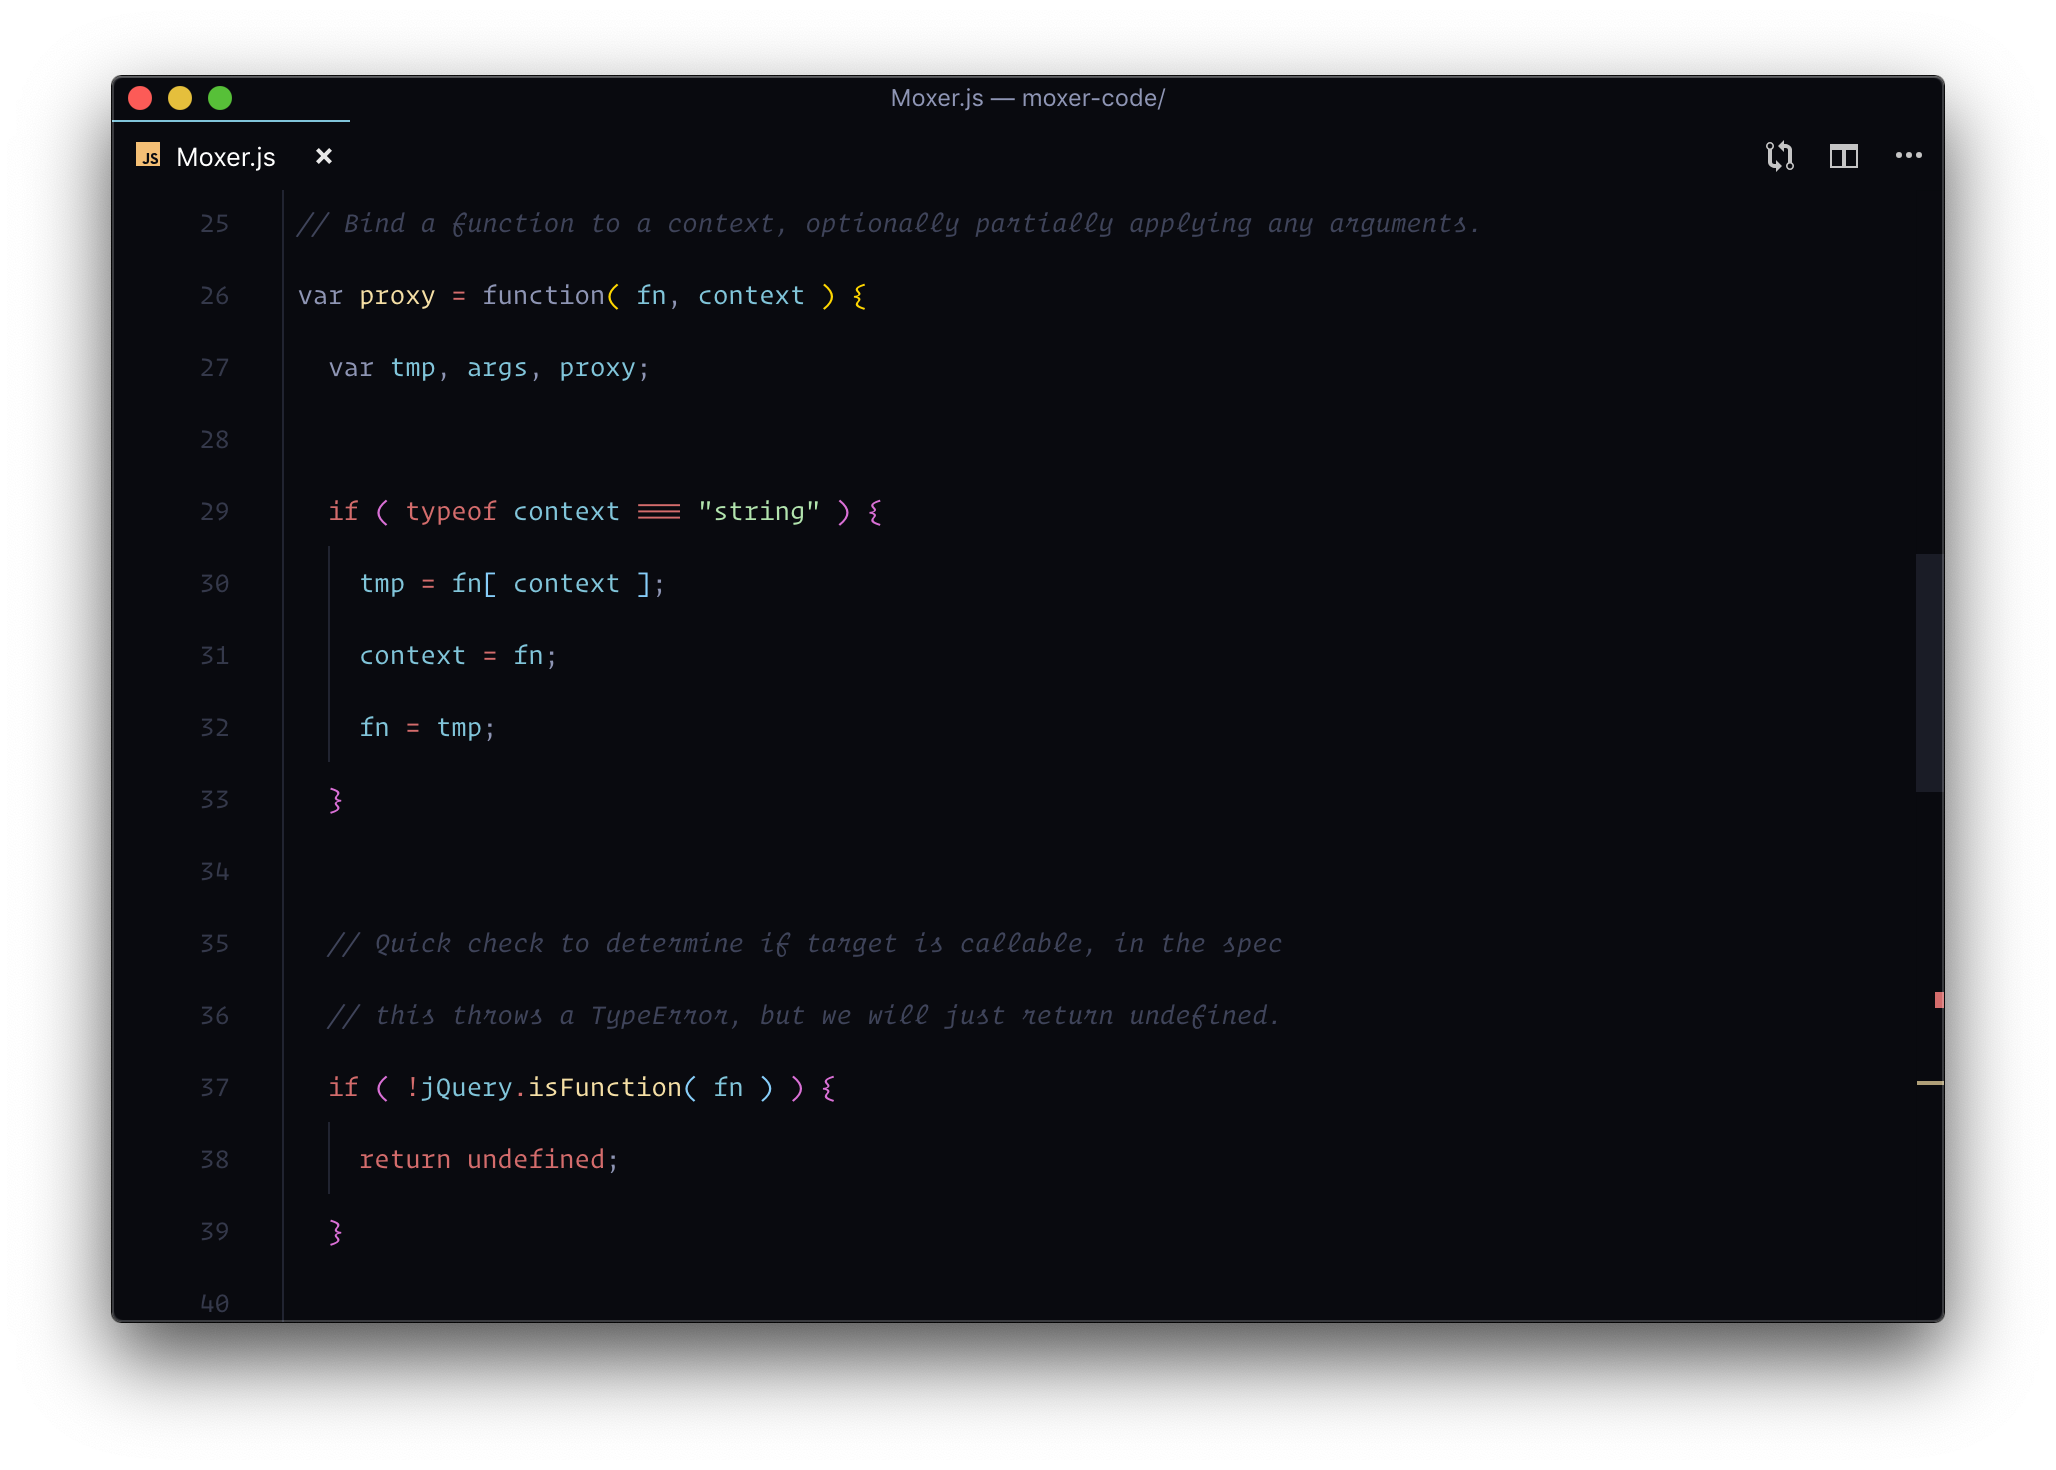 Moxer.js — moxer-code/
JS Moxer.js ×
25 // Bind a function to a context, optionally partially applying any arguments.
26 var proxy = function( fn, context ) {
27   var tmp, args, proxy;
28
29   if ( typeof context === "string" ) {
30     tmp = fn[ context ];
31     context = fn;
32     fn = tmp;
33   }
34
35   // Quick check to determine if target is callable, in the spec
36   // this throws a TypeError, but we will just return undefined.
37   if ( !jQuery.isFunction( fn ) ) {
38     return undefined;
39   }
40